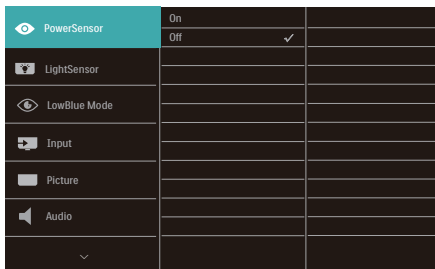 PowerSensor
On
Off
LightSensor
LowBlue Mode
Input
Picture
Audio